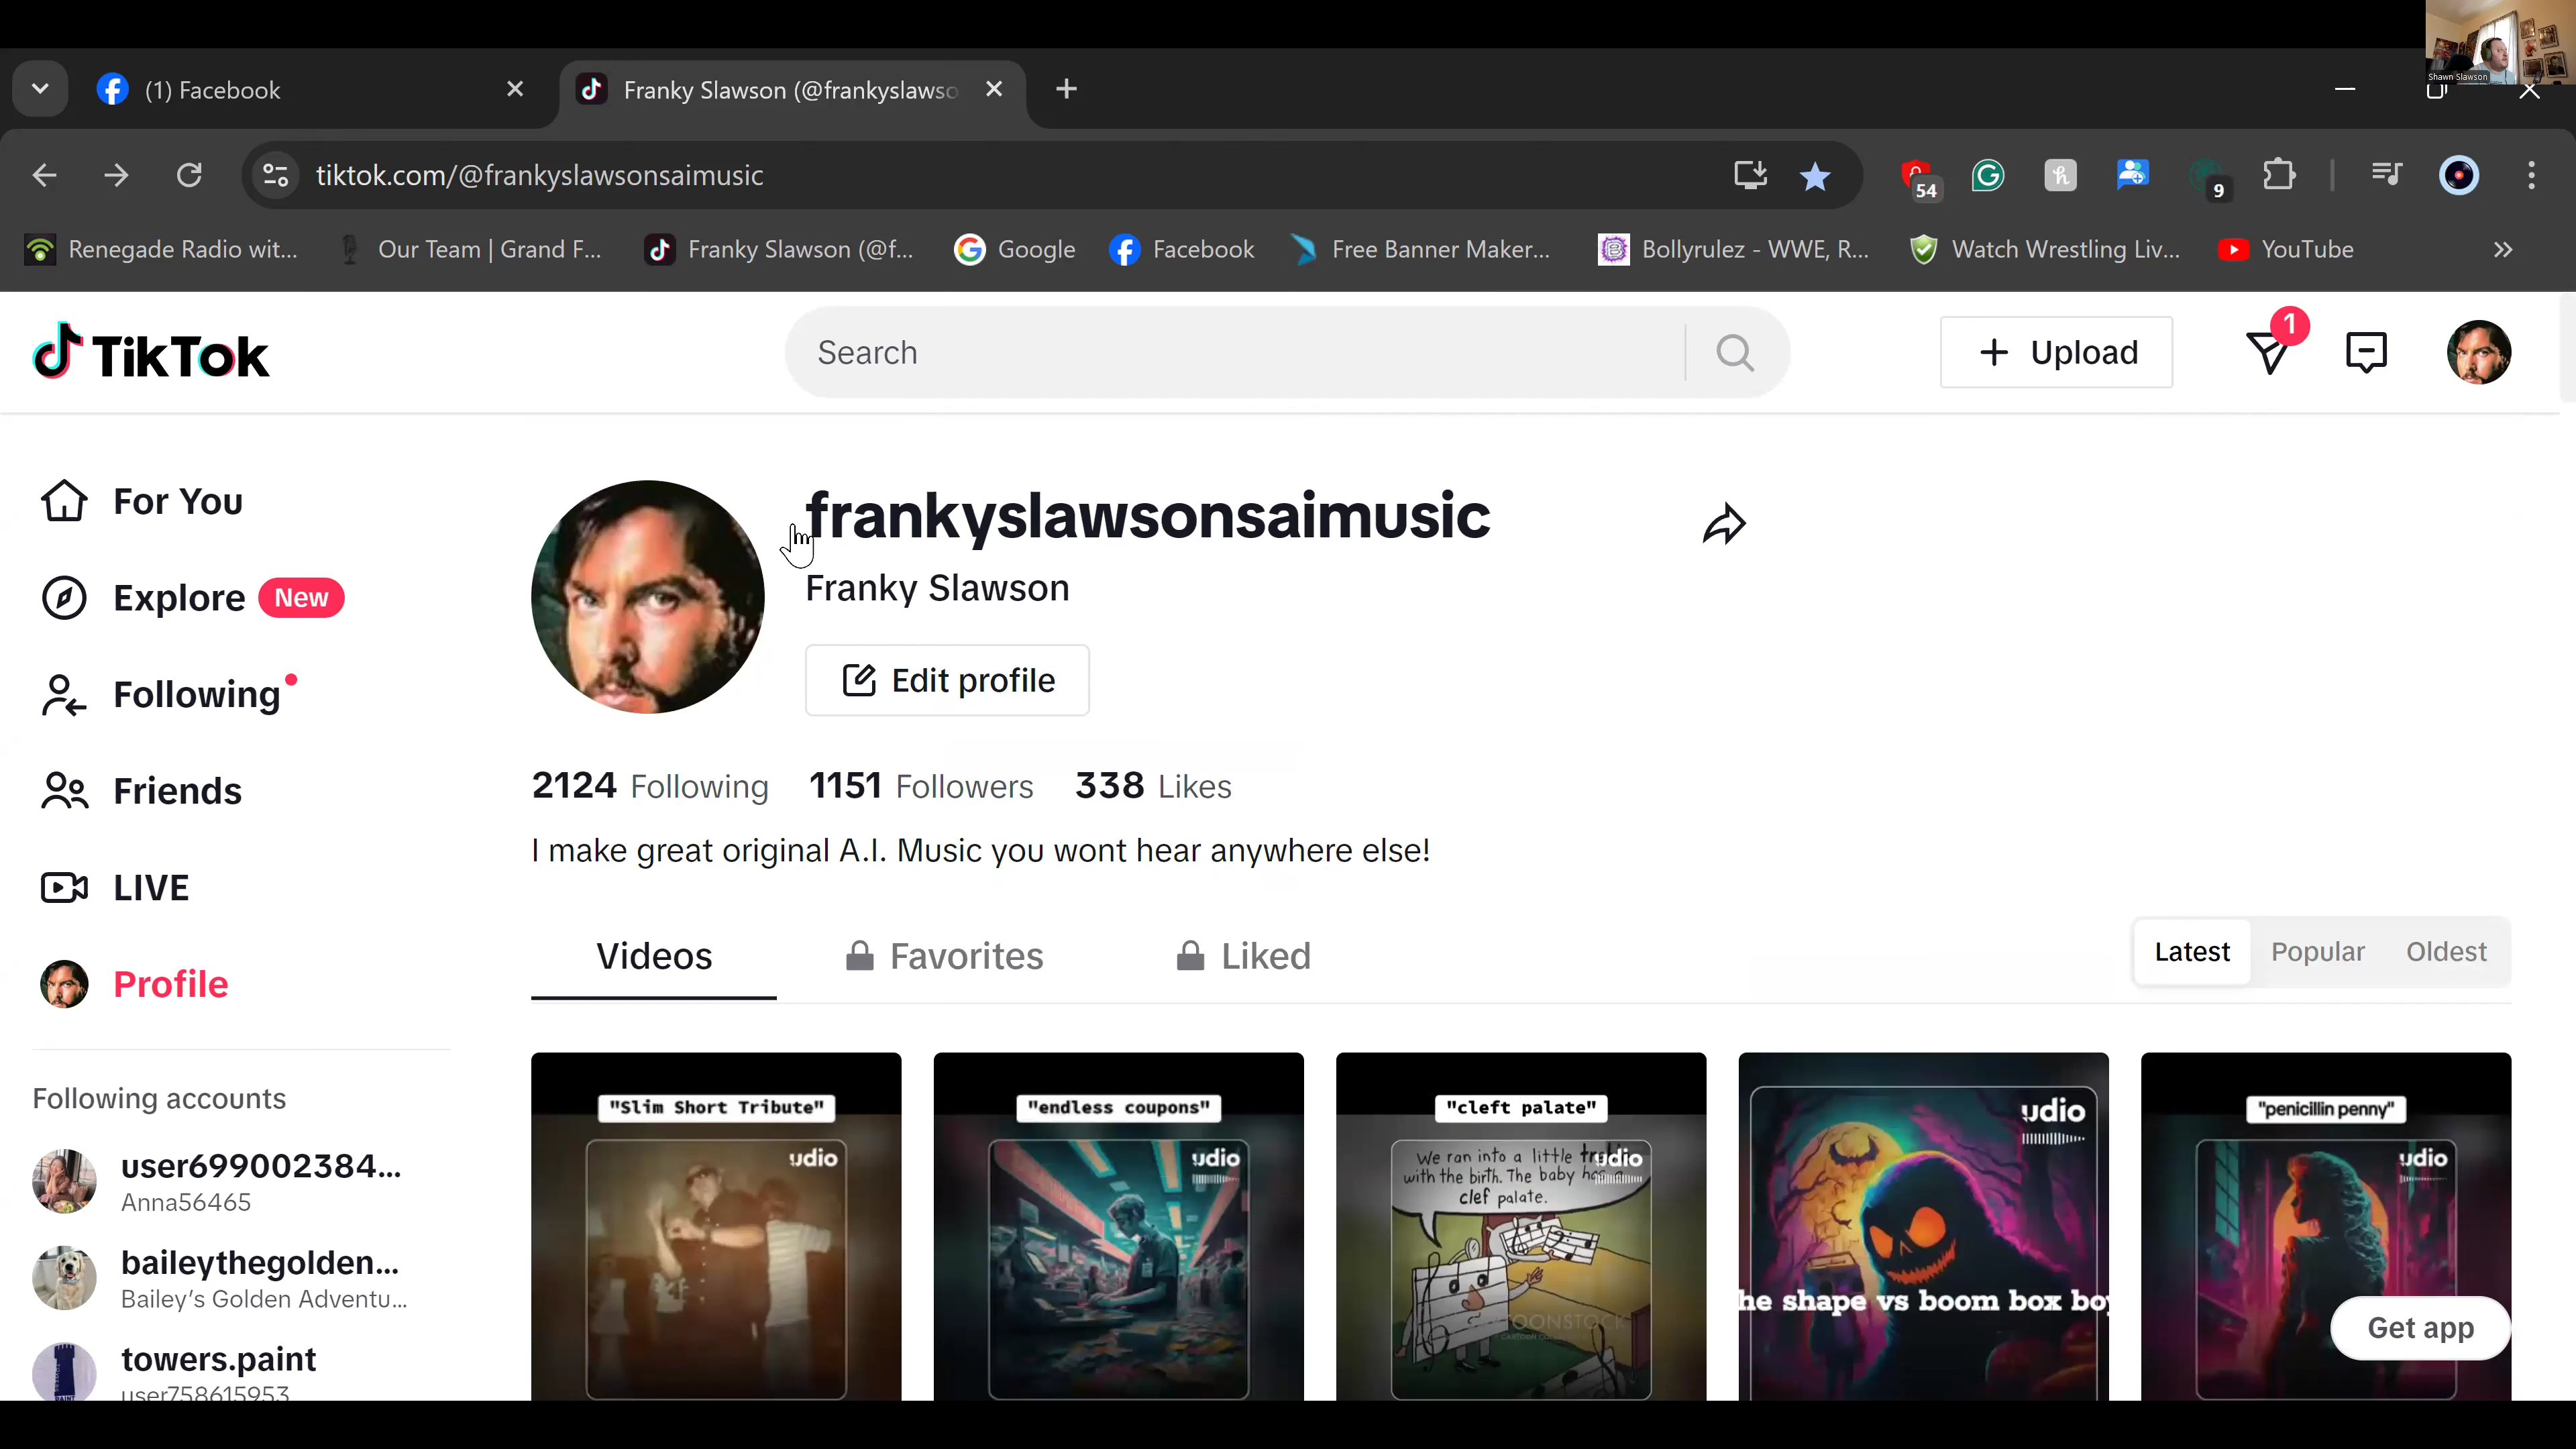 Shawn Slawson
(1) Facebook
Franky Slawson (@frankyslawso
tiktok.com/@frankyslawsonsaimusic
54
9
Renegade Radio wit...
Our Team | Grand F...
Franky Slawson (@f...
Google
Facebook
Free Banner Maker...
Bollyrulez - WWE, R...
Watch Wrestling Liv...
YouTube
TikTok
Search
Upload
1
For You
Explore New
Following
Friends
LIVE
Profile
Following accounts
user699002384...
Anna56465
baileythegolden...
Bailey's Golden Adventu...
towers.paint
user758615953
frankyslawsonsaimusic
Franky Slawson
Edit profile
2124 Following 1151 Followers 338 Likes
I make great original A.I. Music you wont hear anywhere else!
Videos
Favorites
Liked
Latest
Popular
Oldest
"Slim Short Tribute"
udio
"endless coupons"
udio
"cleft palate"
udio
We ran into a little
with the birth. The baby
clef palate.
udio
he shape vs boom box bo
"penicillin penny"
udio
Get app